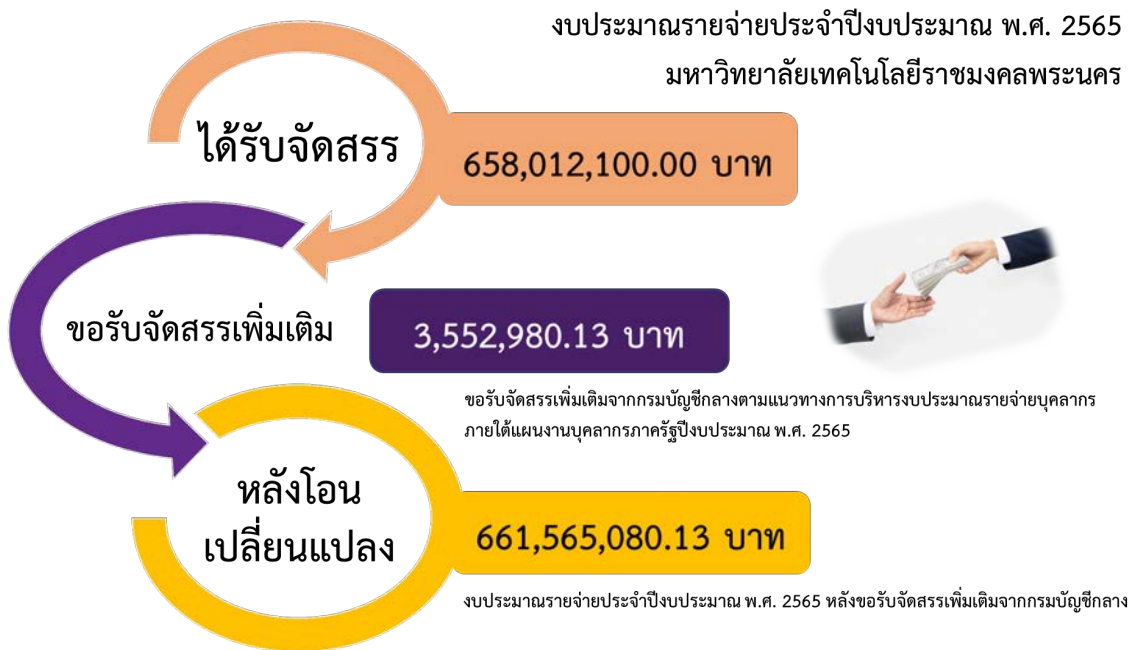 งบประมาณรายจ่ายประจำปีงบประมาณ พ.ศ. 2565
มหาวิทยาลัยเทคโนโลยีราชมงคลพระนคร
ได้รับจัดสรร
658,012,100.00 บาท
ขอรับจัดสรรเพิ่มเติม
3,552,980.13 บาท
ขอรับจัดสรรเพิ่มเติมจากกรมบัญชีกลางตามแนวทางการบริหารงบประมาณรายจ่ายบุคลากร
ภายใต้แผนงานบุคลากรภาครัฐปีงบประมาณ พ.ศ. 2565
หลังโอน
เปลี่ยนแปลง
661,565,080.13 บาท
งบประมาณรายจ่ายประจำปีงบประมาณ พ.ศ. 2565 หลังขอรับจัดสรรเพิ่มเติมจากกรมบัญชีกลาง